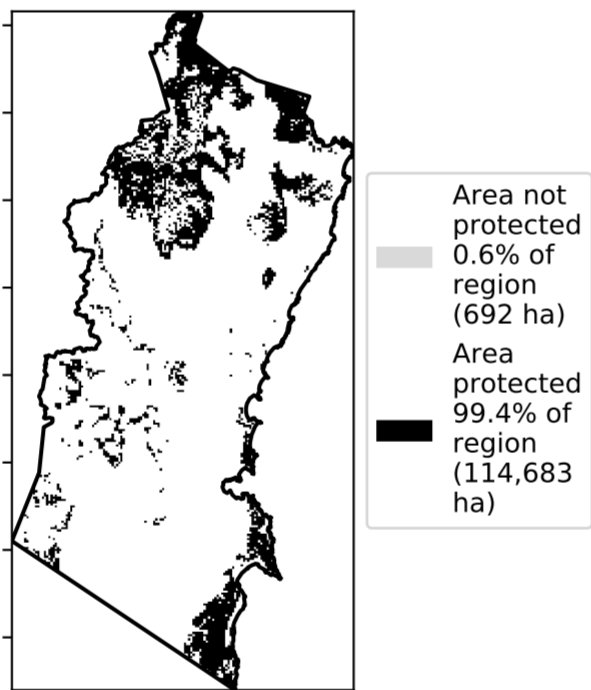 Area not
protected
0.6% of
region
(692 ha)
Area
protected
99.4% of
region
(114,683
ha)